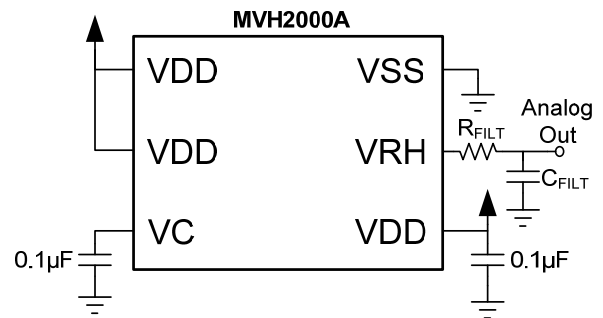 MVH2000A
VDD
VSS
Analog
Out
RFILT
VDD
VRH
CFILT
VC
VDD
0.1µF
0.1µF